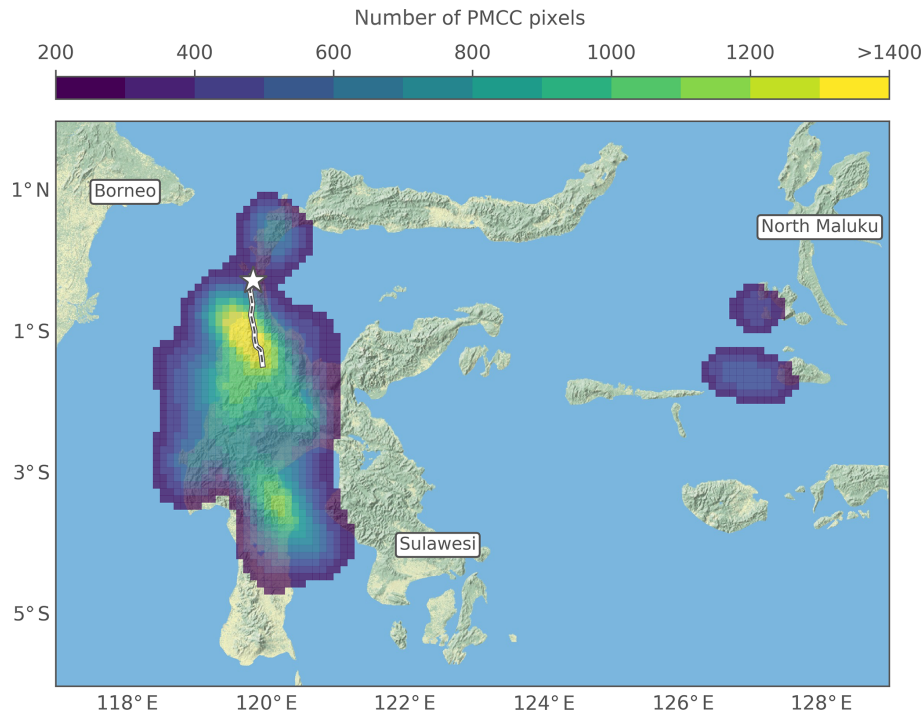 Number of PMCC pixels
200 400 600 800 1000 1200 >1400
Borneo
North Maluku
Sulawesi
1° N
1° S
3° S
5° S
118° E 120° E 122° E 124° E 126° E 128° E